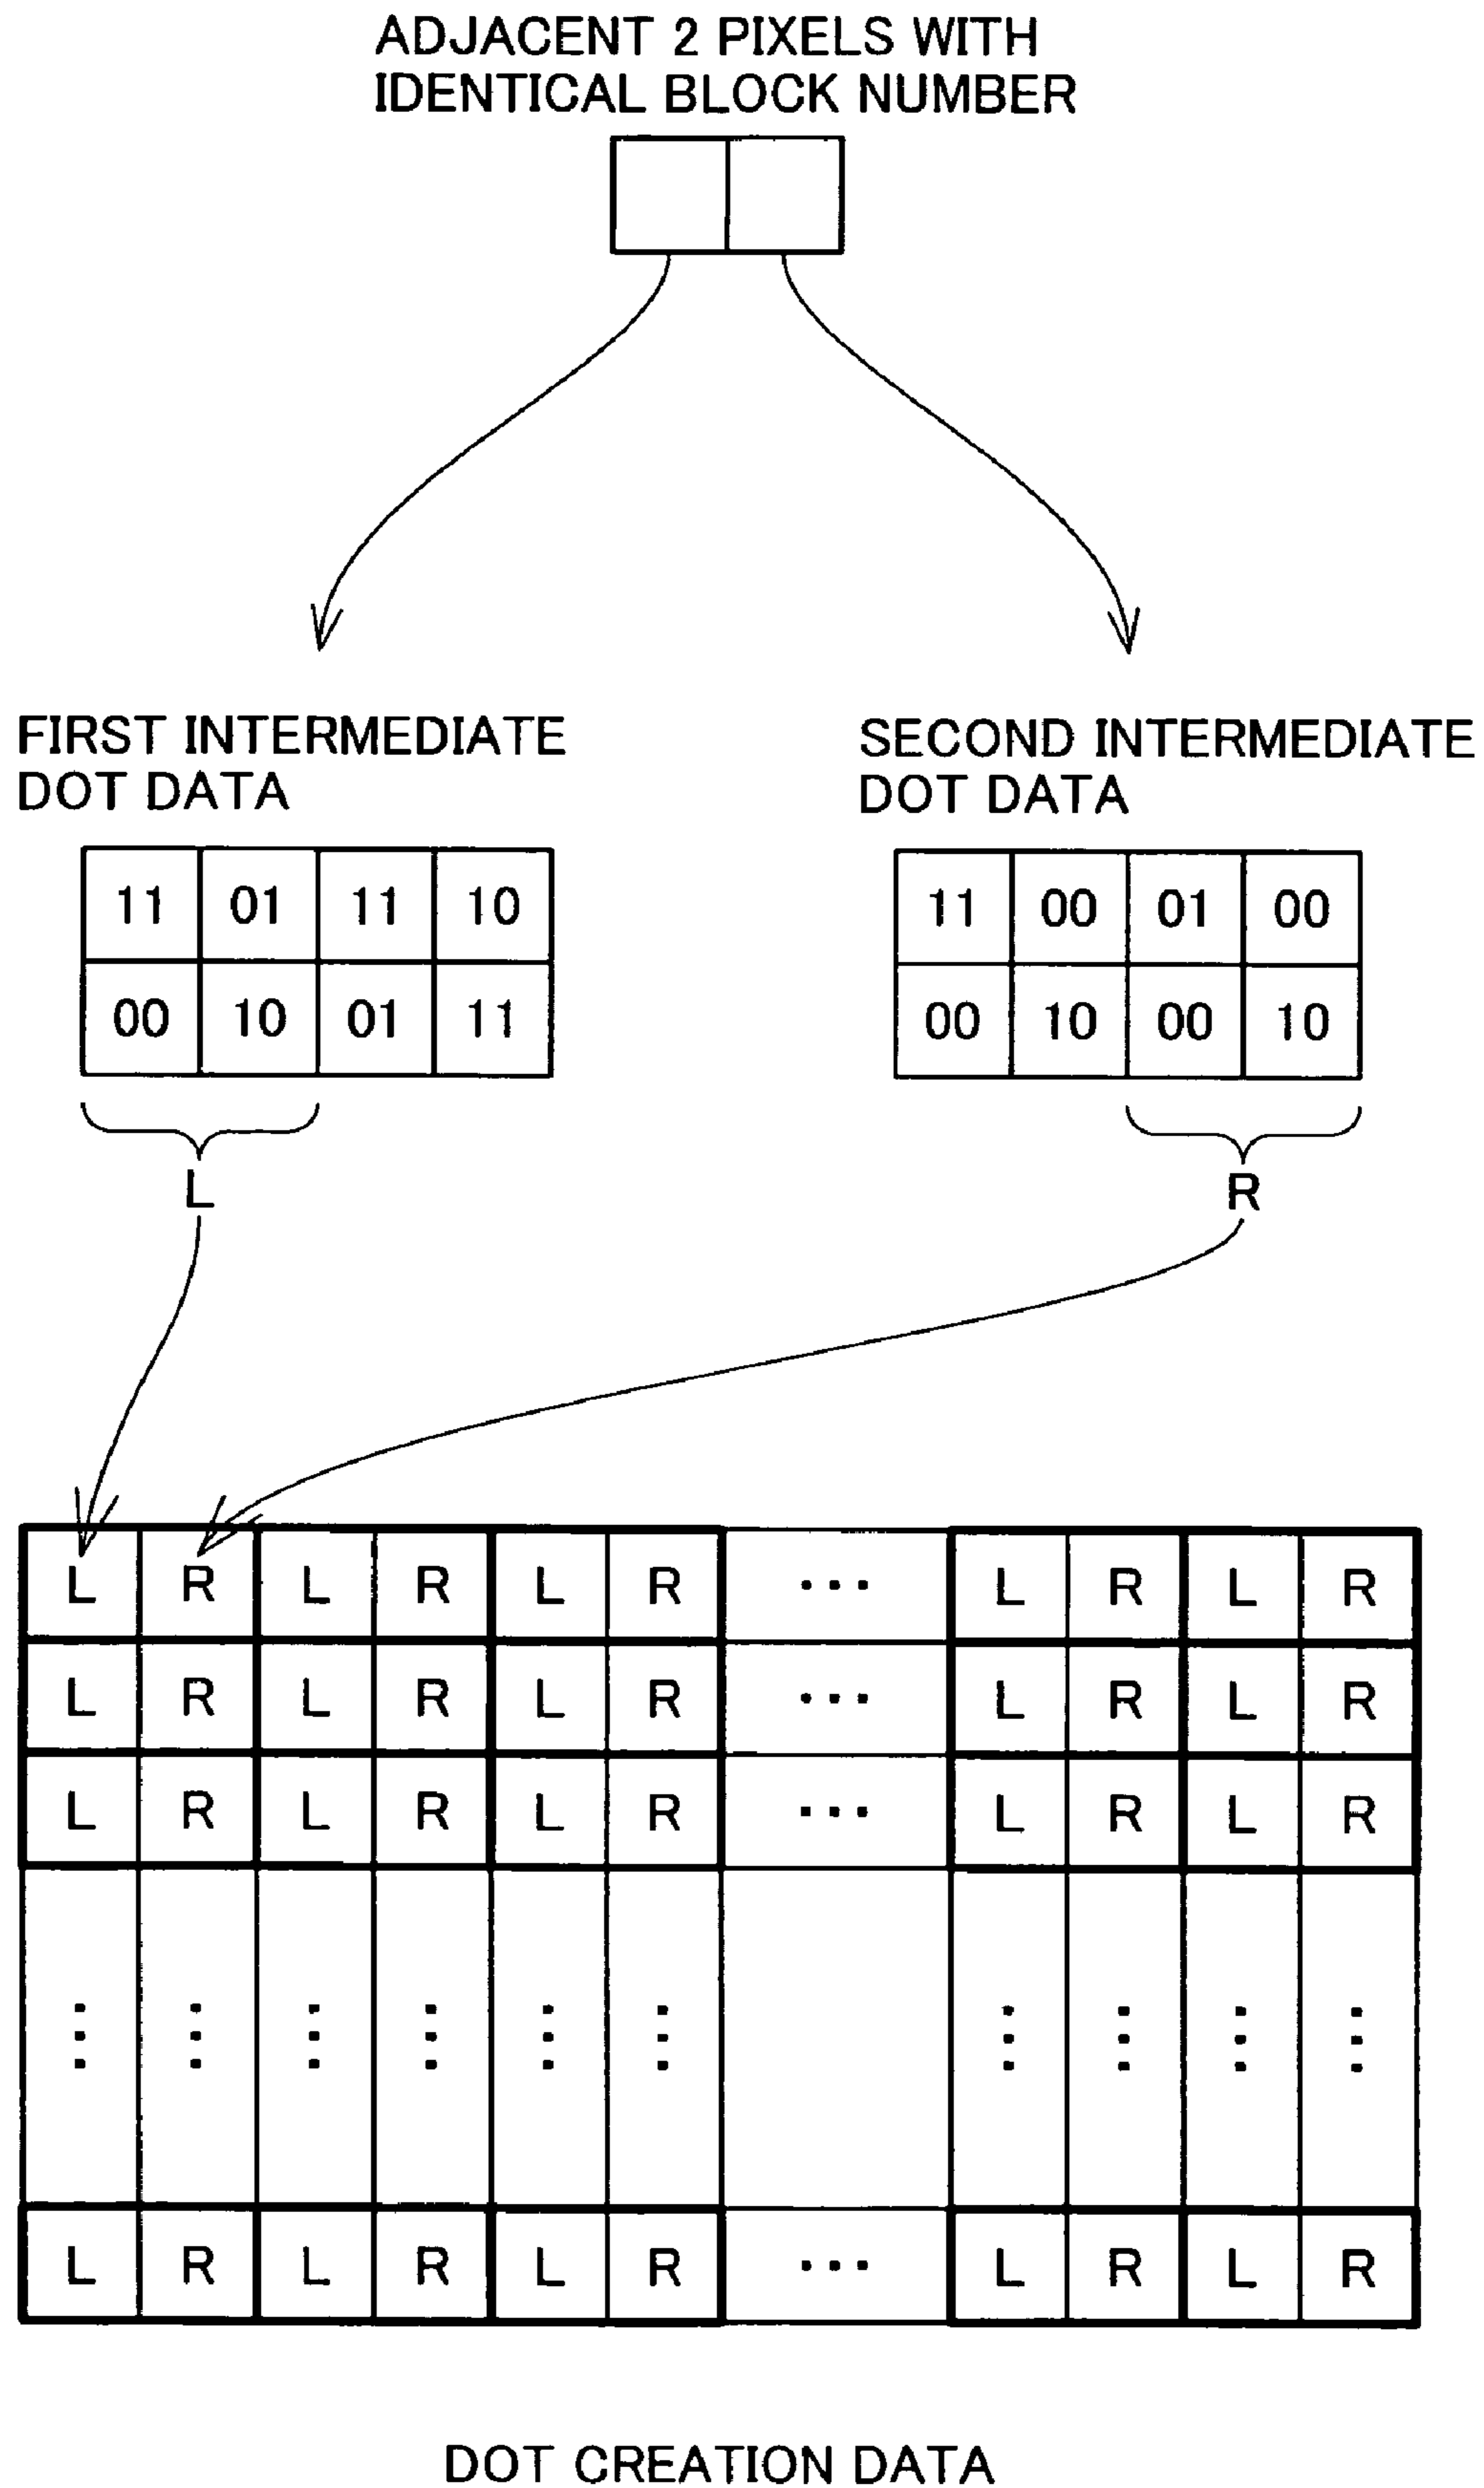 ADJACENT 2 PIXELS WITH
IDENTICAL BLOCK NUMBER
FIRST INTERMEDIATE
DOT DATA
11 01 11 10
00 10 01 11
L
SECOND INTERMEDIATE
DOT DATA
11 00 01 00
00 10 00 10
R
L R L R L R ... L R L R
L R L R L R ... L R L R
L R L R L R ... L R L R
L R L R L R ... L R L R
DOT CREATION DATA